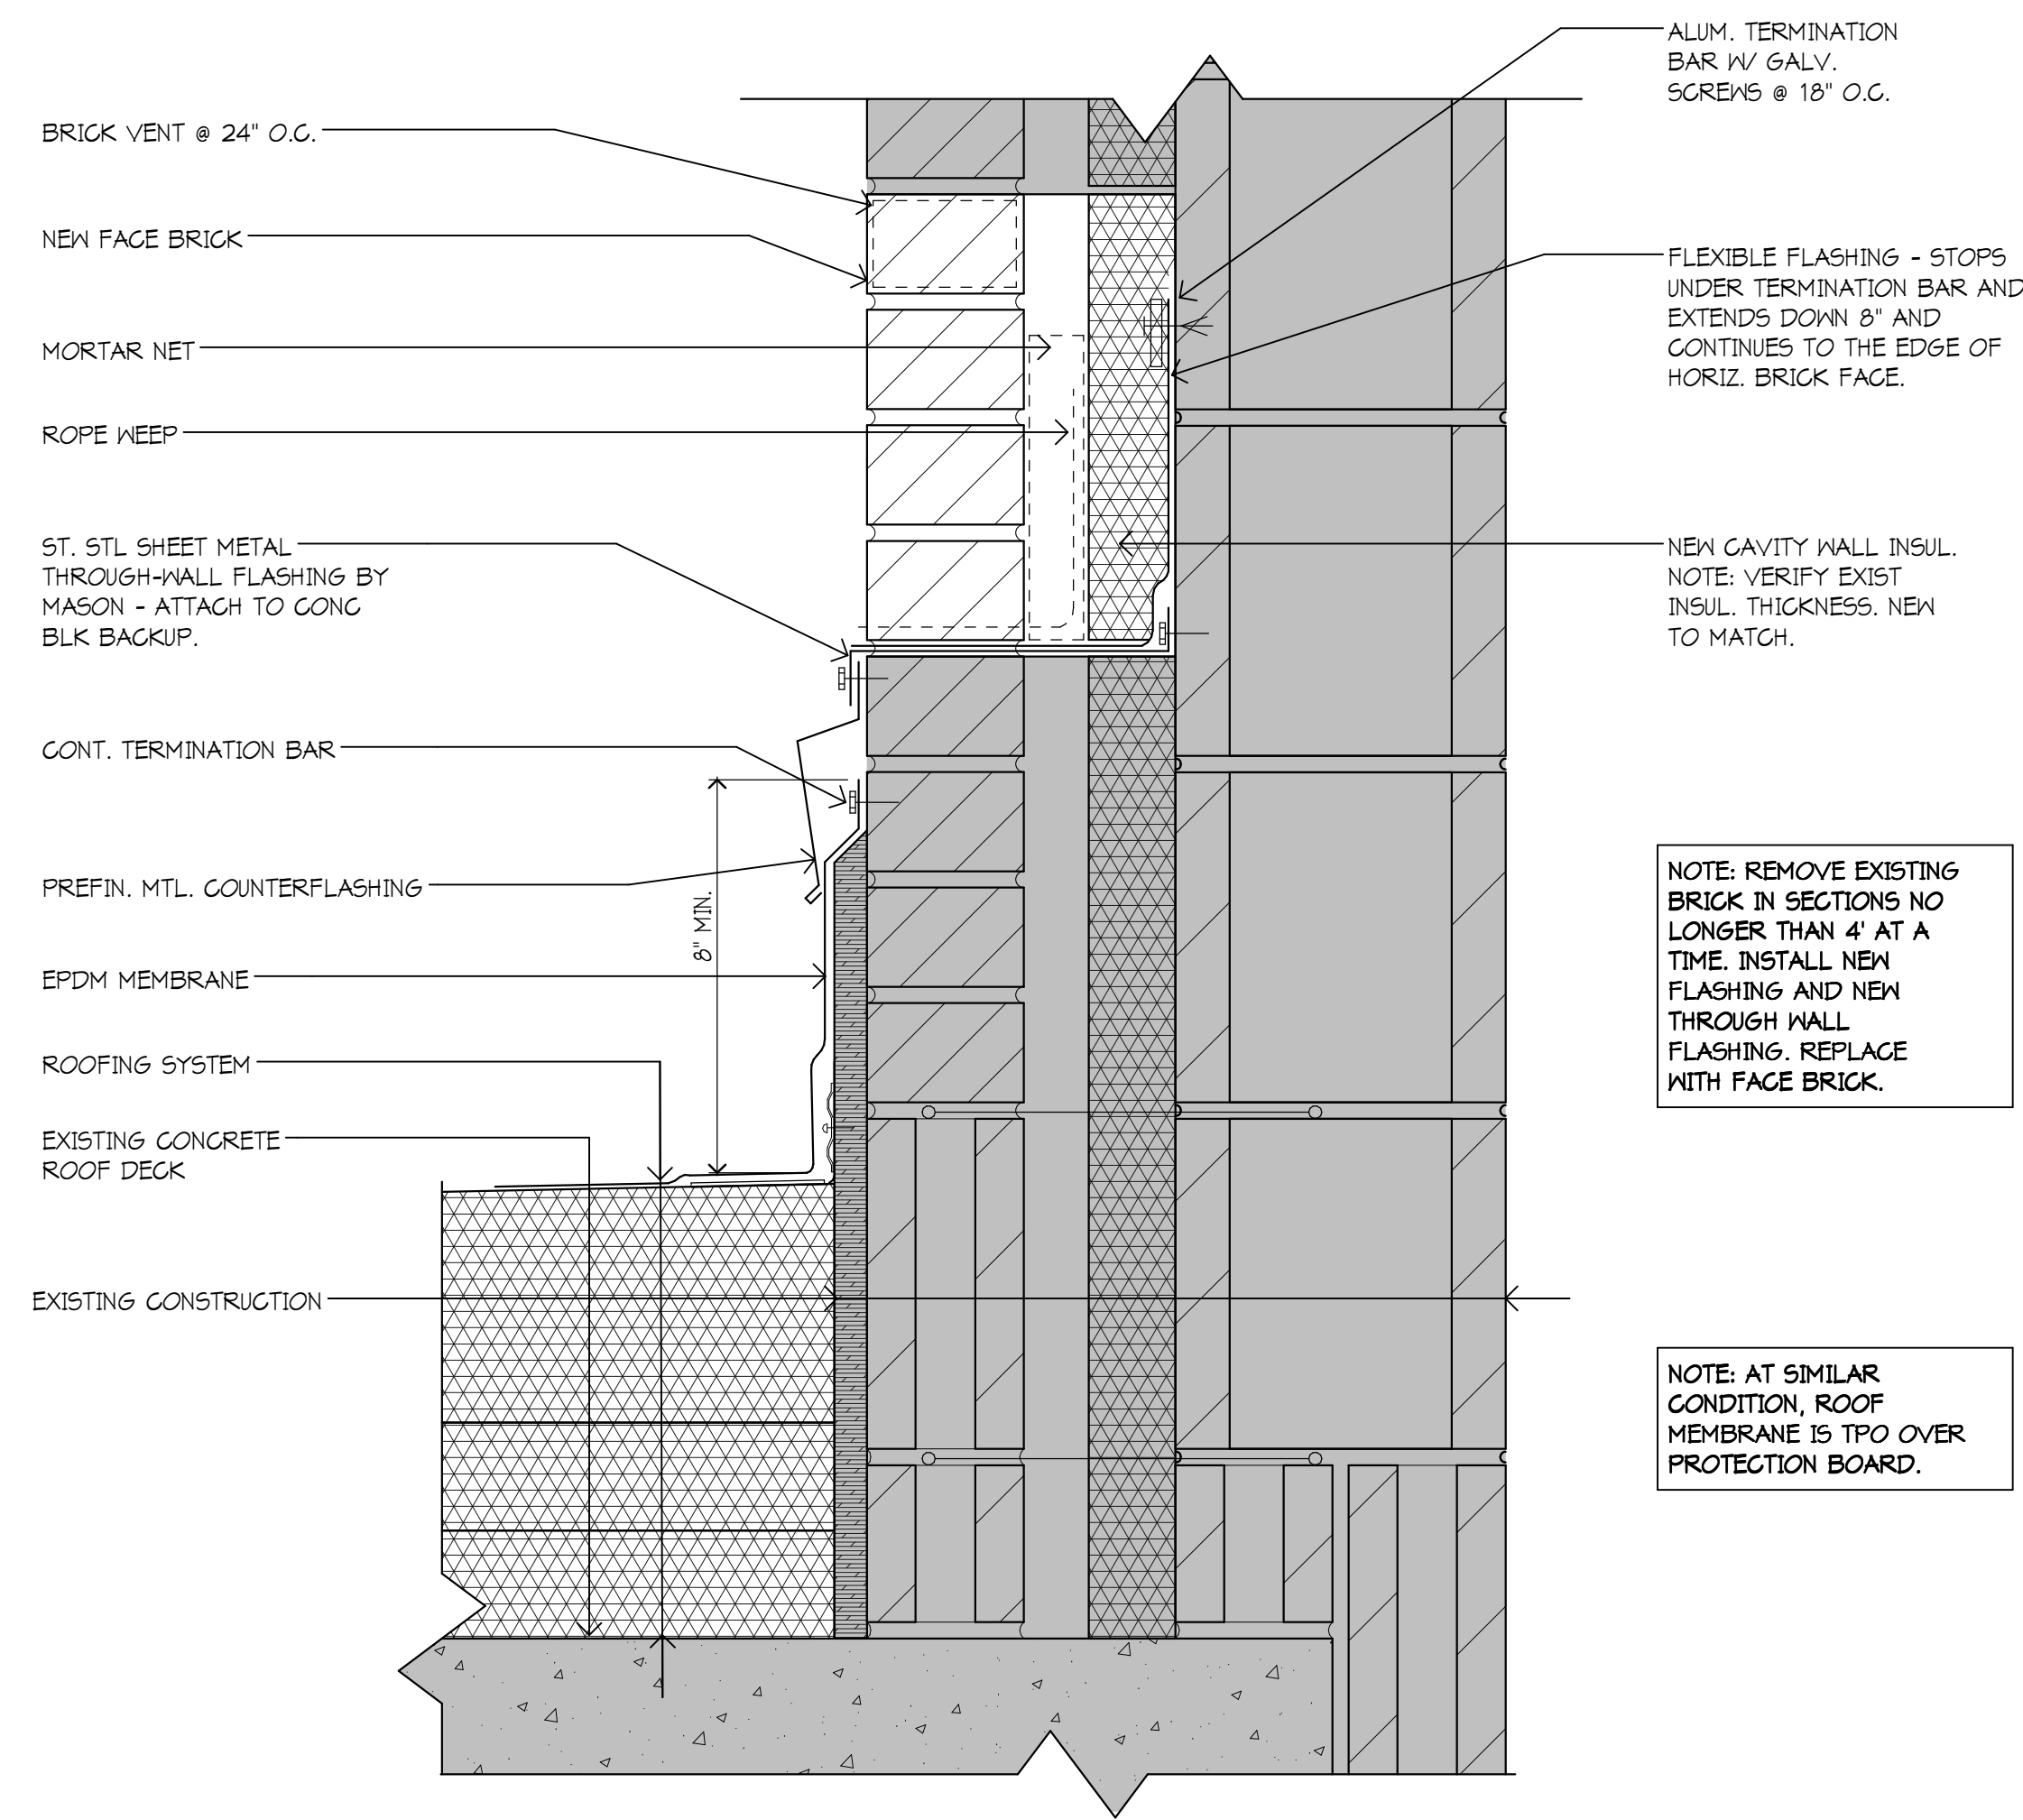 BRICK VENT @ 24" O.C.
NEW FACE BRICK
MORTAR NET
ROPE WEEP
ST. STL SHEET METAL
THROUGH-WALL FLASHING BY
MASON - ATTACH TO CONC
BLK BACKUP.
CONT. TERMINATION BAR
PREFIN. MTL. COUNTERFLASHING
EPDM MEMBRANE
ROOFING SYSTEM
EXISTING CONCRETE
ROOF DECK
EXISTING CONSTRUCTION
8" MIN.
ALUM. TERMINATION
BAR W/ GALV.
SCREWS @ 18" O.C.
FLEXIBLE FLASHING - STOPS
UNDER TERMINATION BAR AND
EXTENDS DOWN 8" AND
CONTINUES TO THE EDGE OF
HORIZ. BRICK FACE.
NEW CAVITY WALL INSUL.
NOTE: VERIFY EXIST
INSUL. THICKNESS. NEW
TO MATCH.
NOTE: REMOVE EXISTING
BRICK IN SECTIONS NO
LONGER THAN 4' AT A
TIME. INSTALL NEW
FLASHING AND NEW
THROUGH WALL
FLASHING. REPLACE
WITH FACE BRICK.
NOTE: AT SIMILAR
CONDITION, ROOF
MEMBRANE IS TPO OVER
PROTECTION BOARD.